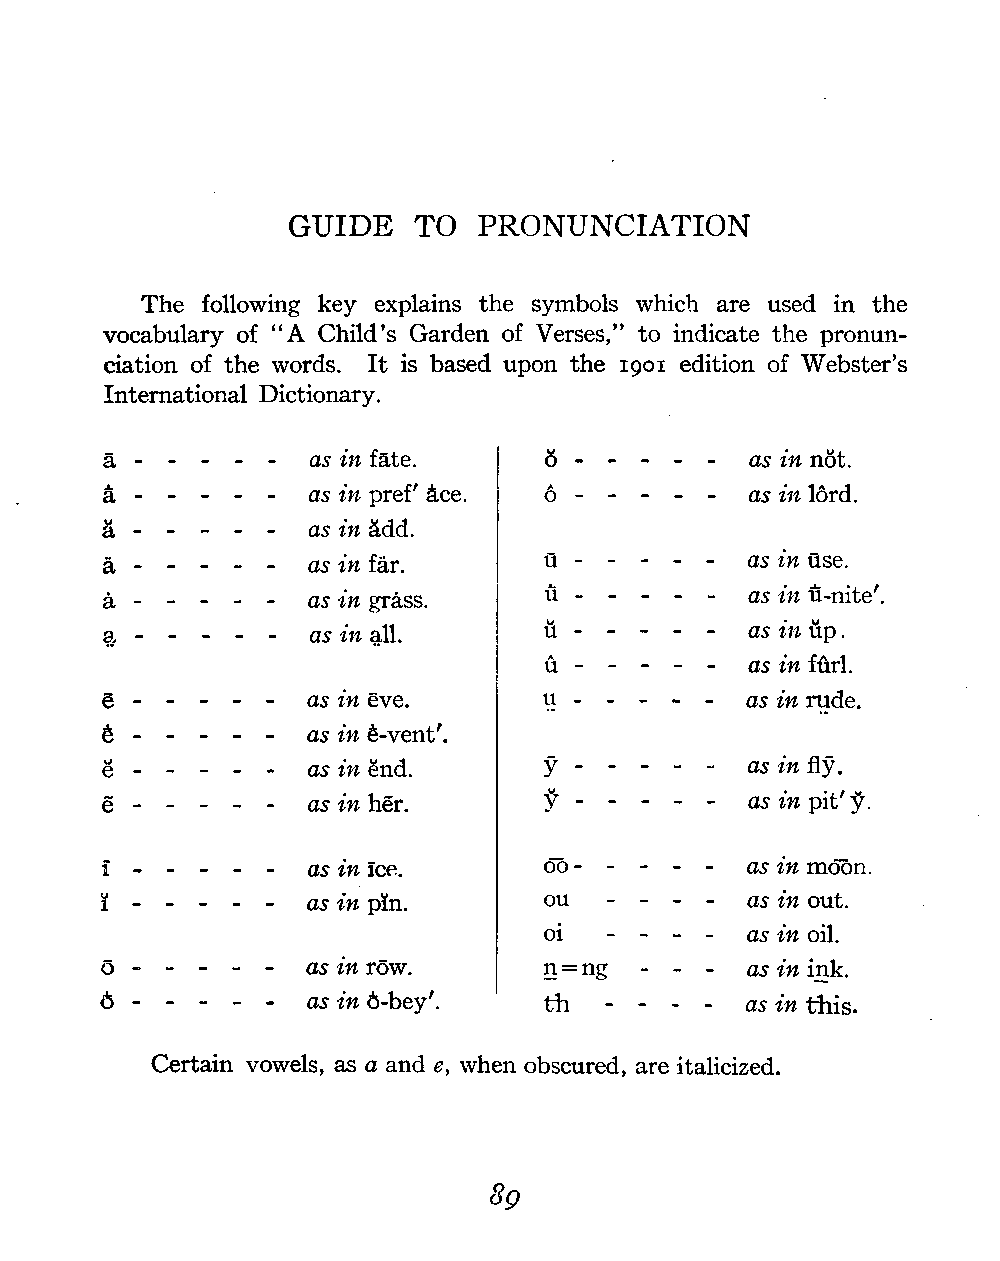 GUIDE TO PRONUNCIATION
The following key explains the symbols which are used in the
vocabulary of "A Child's Garden of Verses," to indicate the pronun-
ciation of the words. It is based upon the 1901 edition of Webster's
International Dictionary.
ā - - - - - as in fāte.
a̍̂ - - - - - as in pref′ a̍̂ce.
ă - - - - - as in ădd.
ä - - - - - as in fär.
ȧ - - - - - as in grȧss.
a̤ - - - - - as in a̤ll.
ē - - - - - as in ēve.
e̍̂ - - - - - as in e̍̂-vent′.
ĕ - - - - - as in ĕnd.
ẽ - - - - - as in hẽr.
ī - - - - - as in īce.
ĭ - - - - - as in pĭn.
ō - - - - - as in rōw.
o̍̂ - - - - - as in o̍̂-bey′.
ŏ - - - - - as in nŏt.
ô - - - - - as in lôrd.
ū - - - - - as in ūse.
u̍̂ - - - - - as in u̍̂-nite′.
ŭ - - - - - as in ŭp.
û - - - - - as in fûrl.
ṳ - - - - - as in rṳde.
ȳ - - - - - as in flȳ.
y̆ - - - - - as in pit′ y̆.
o͞o - - - - - as in mo͞on.
ou - - - - as in out.
oi - - - - as in oil.
ṉ=ng - - - as in iṉk.
th - - - - as in this.
Certain vowels, as a and e, when obscured, are italicized.
89